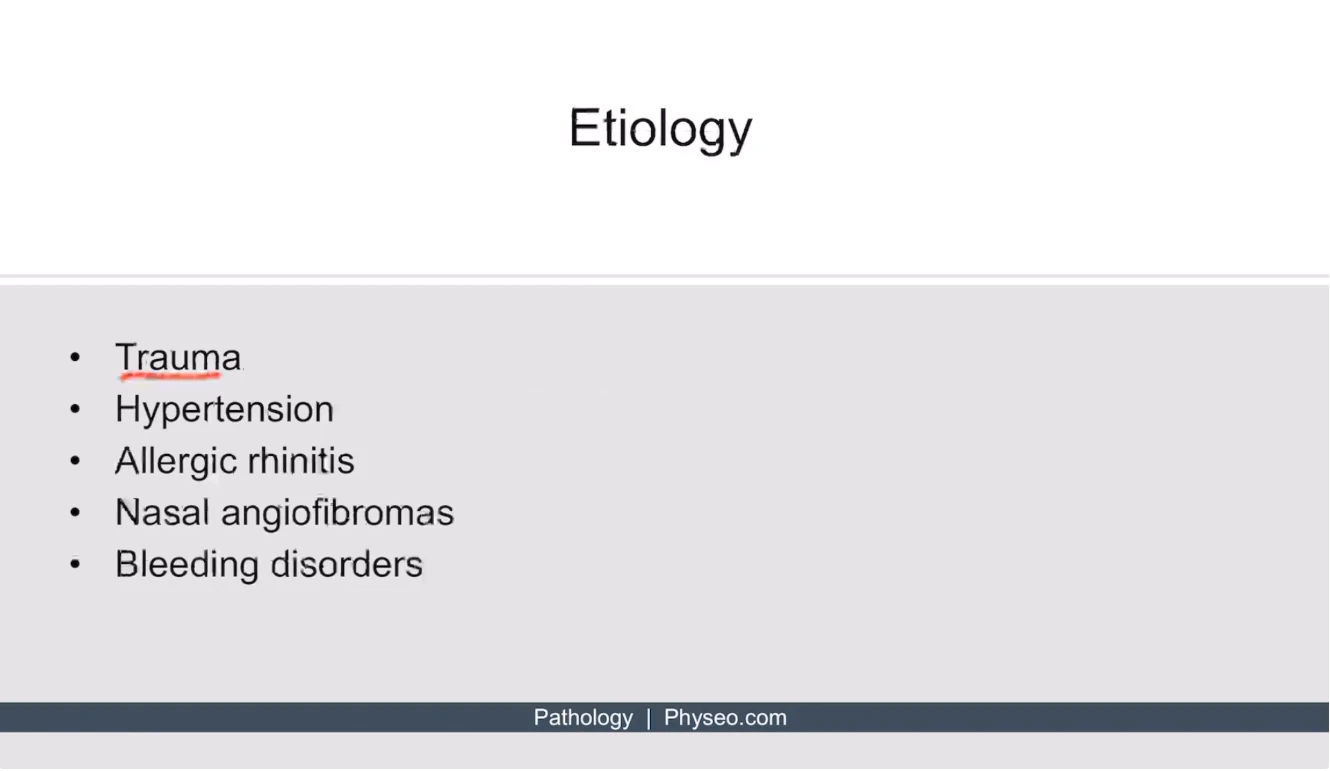 Etiology
• Trauma
• Hypertension
• Allergic rhinitis
• Nasal angiofibromas
• Bleeding disorders
Pathology | Physeo.com